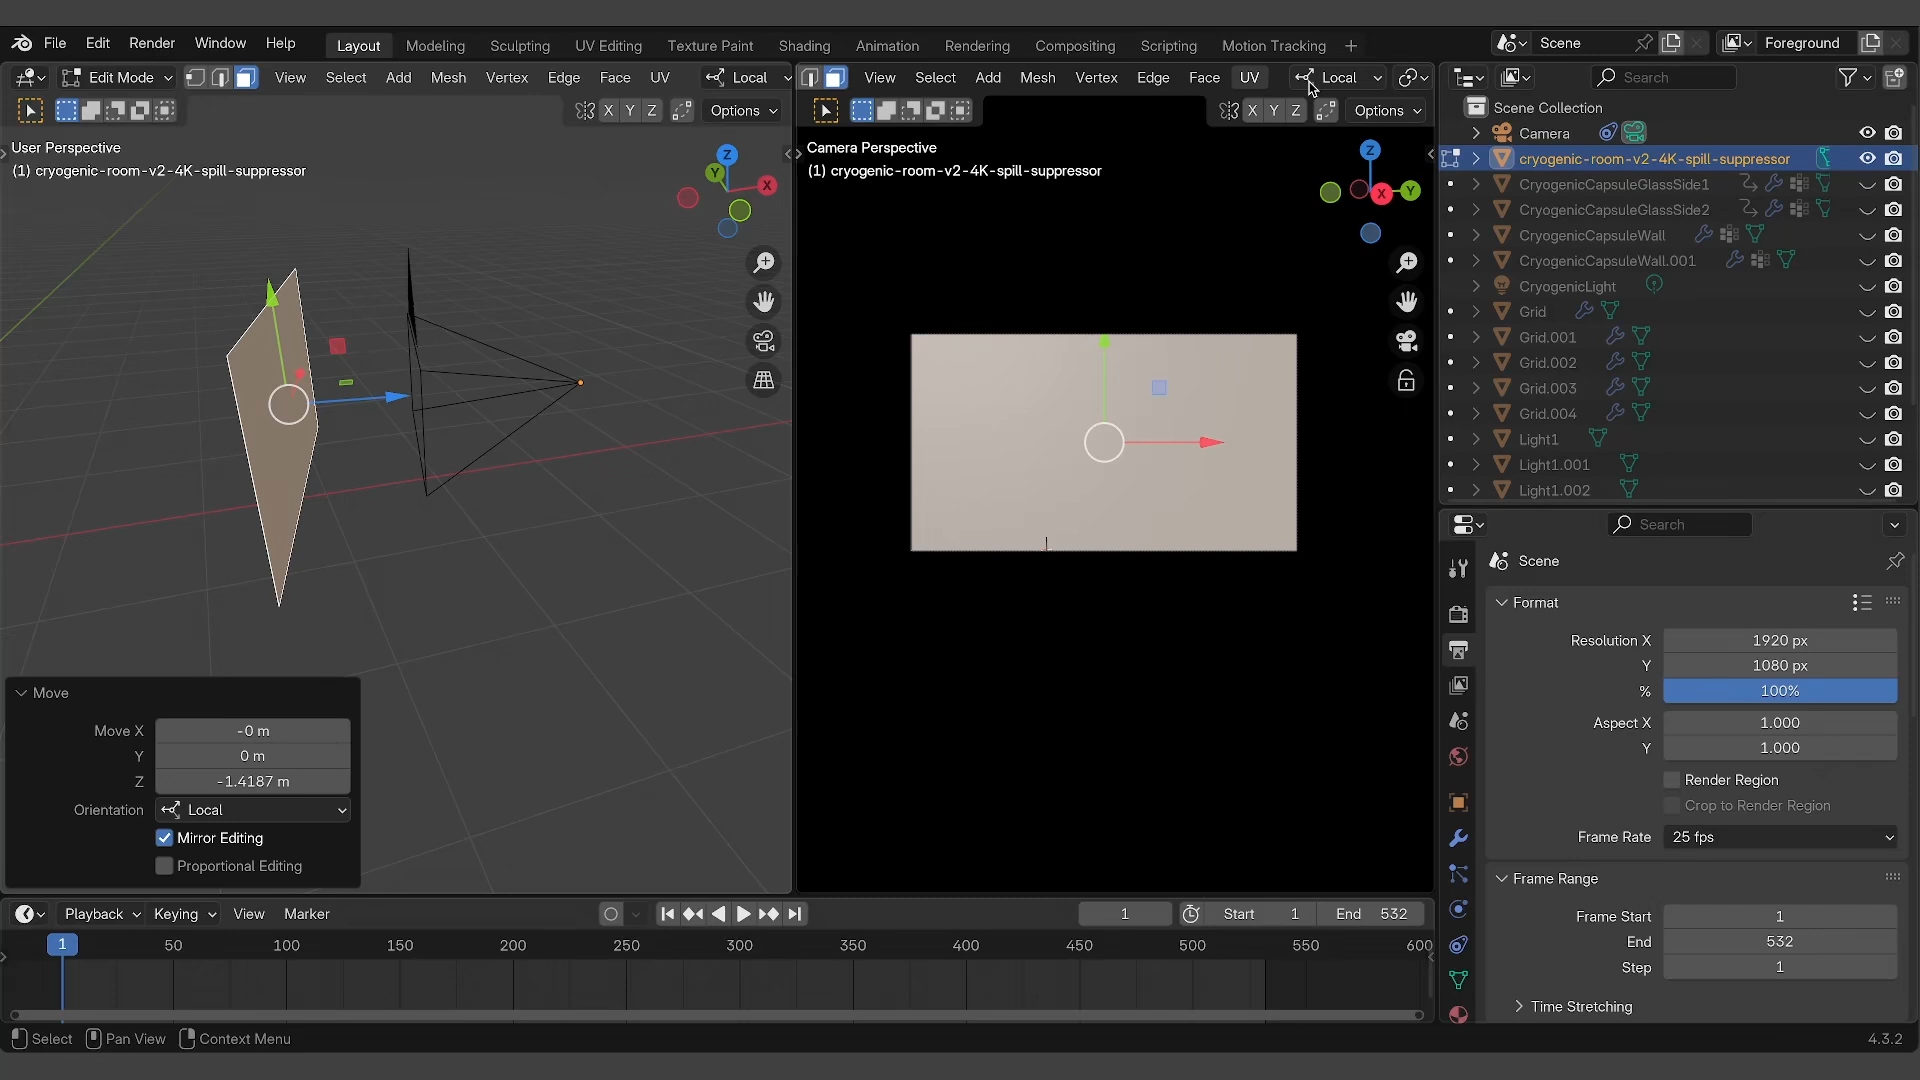 File Edit Render Window Help Layout Modeling Sculpting UV Editing Texture Paint Shading Animation Rendering Compositing Scripting Motion Tracking + Scene Foreground
Edit Mode View Select Add Mesh Vertex Edge Face UV Local
View Select Add Mesh Vertex Edge Face UV Local
Search
X Y Z Options
X Y Z Options
User Perspective
(1) cryogenic-room-v2-4K-spill-suppressor
Z
Y
X
Camera Perspective
(1) cryogenic-room-v2-4K-spill-suppressor
Z
X
Y
Move
Move X -0 m
Y 0 m
Z -1.4187 m
Orientation Local
Mirror Editing
Proportional Editing
Scene Collection
Camera
cryogenic-room-v2-4K-spill-suppressor
CryogenicCapsuleGlassSide1
CryogenicCapsuleGlassSide2
CryogenicCapsuleWall
CryogenicCapsuleWall.001
CryogenicLight
Grid
Grid.001
Grid.002
Grid.003
Grid.004
Light1
Light1.001
Light1.002
Search
Scene
Format
Resolution X 1920 px
Y 1080 px
% 100%
Aspect X 1.000
Y 1.000
Render Region
Crop to Render Region
Frame Rate 25 fps
Frame Range
Frame Start 1
End 532
Step 1
Time Stretching
Playback Keying View Marker 1 Start 1 End 532
1 50 100 150 200 250 300 350 400 450 500 550 600
Select Pan View Context Menu 4.3.2